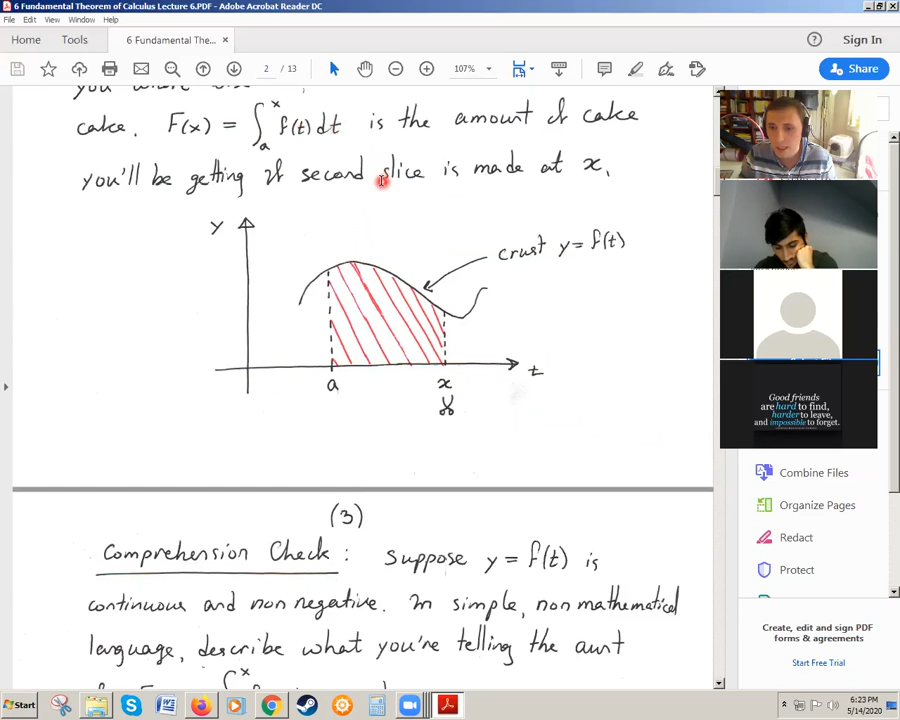 6 Fundamental Theorem of Calculus Lecture 6.PDF - Adobe Acrobat Reader DC
File Edit View Window Help
Home Tools 6 Fundamental The... × Sign In
2 / 13 107% Share
cake. F(x) = ∫ₐˣ f(t) dt is the amount of cake
you'll be getting if second slice is made at x.
y
crust y = f(t)
t
a x
(3)
Comprehension Check: Suppose y = f(t) is
continuous and nonnegative. In simple, non mathematical
language, describe what you're telling the aunt
Good friends
are hard to find,
harder to leave,
and impossible to forget.
Combine Files
Organize Pages
Redact
Protect
Create, edit and sign PDF
forms & agreements
Start Free Trial
Start
6:23 PM
5/14/2020